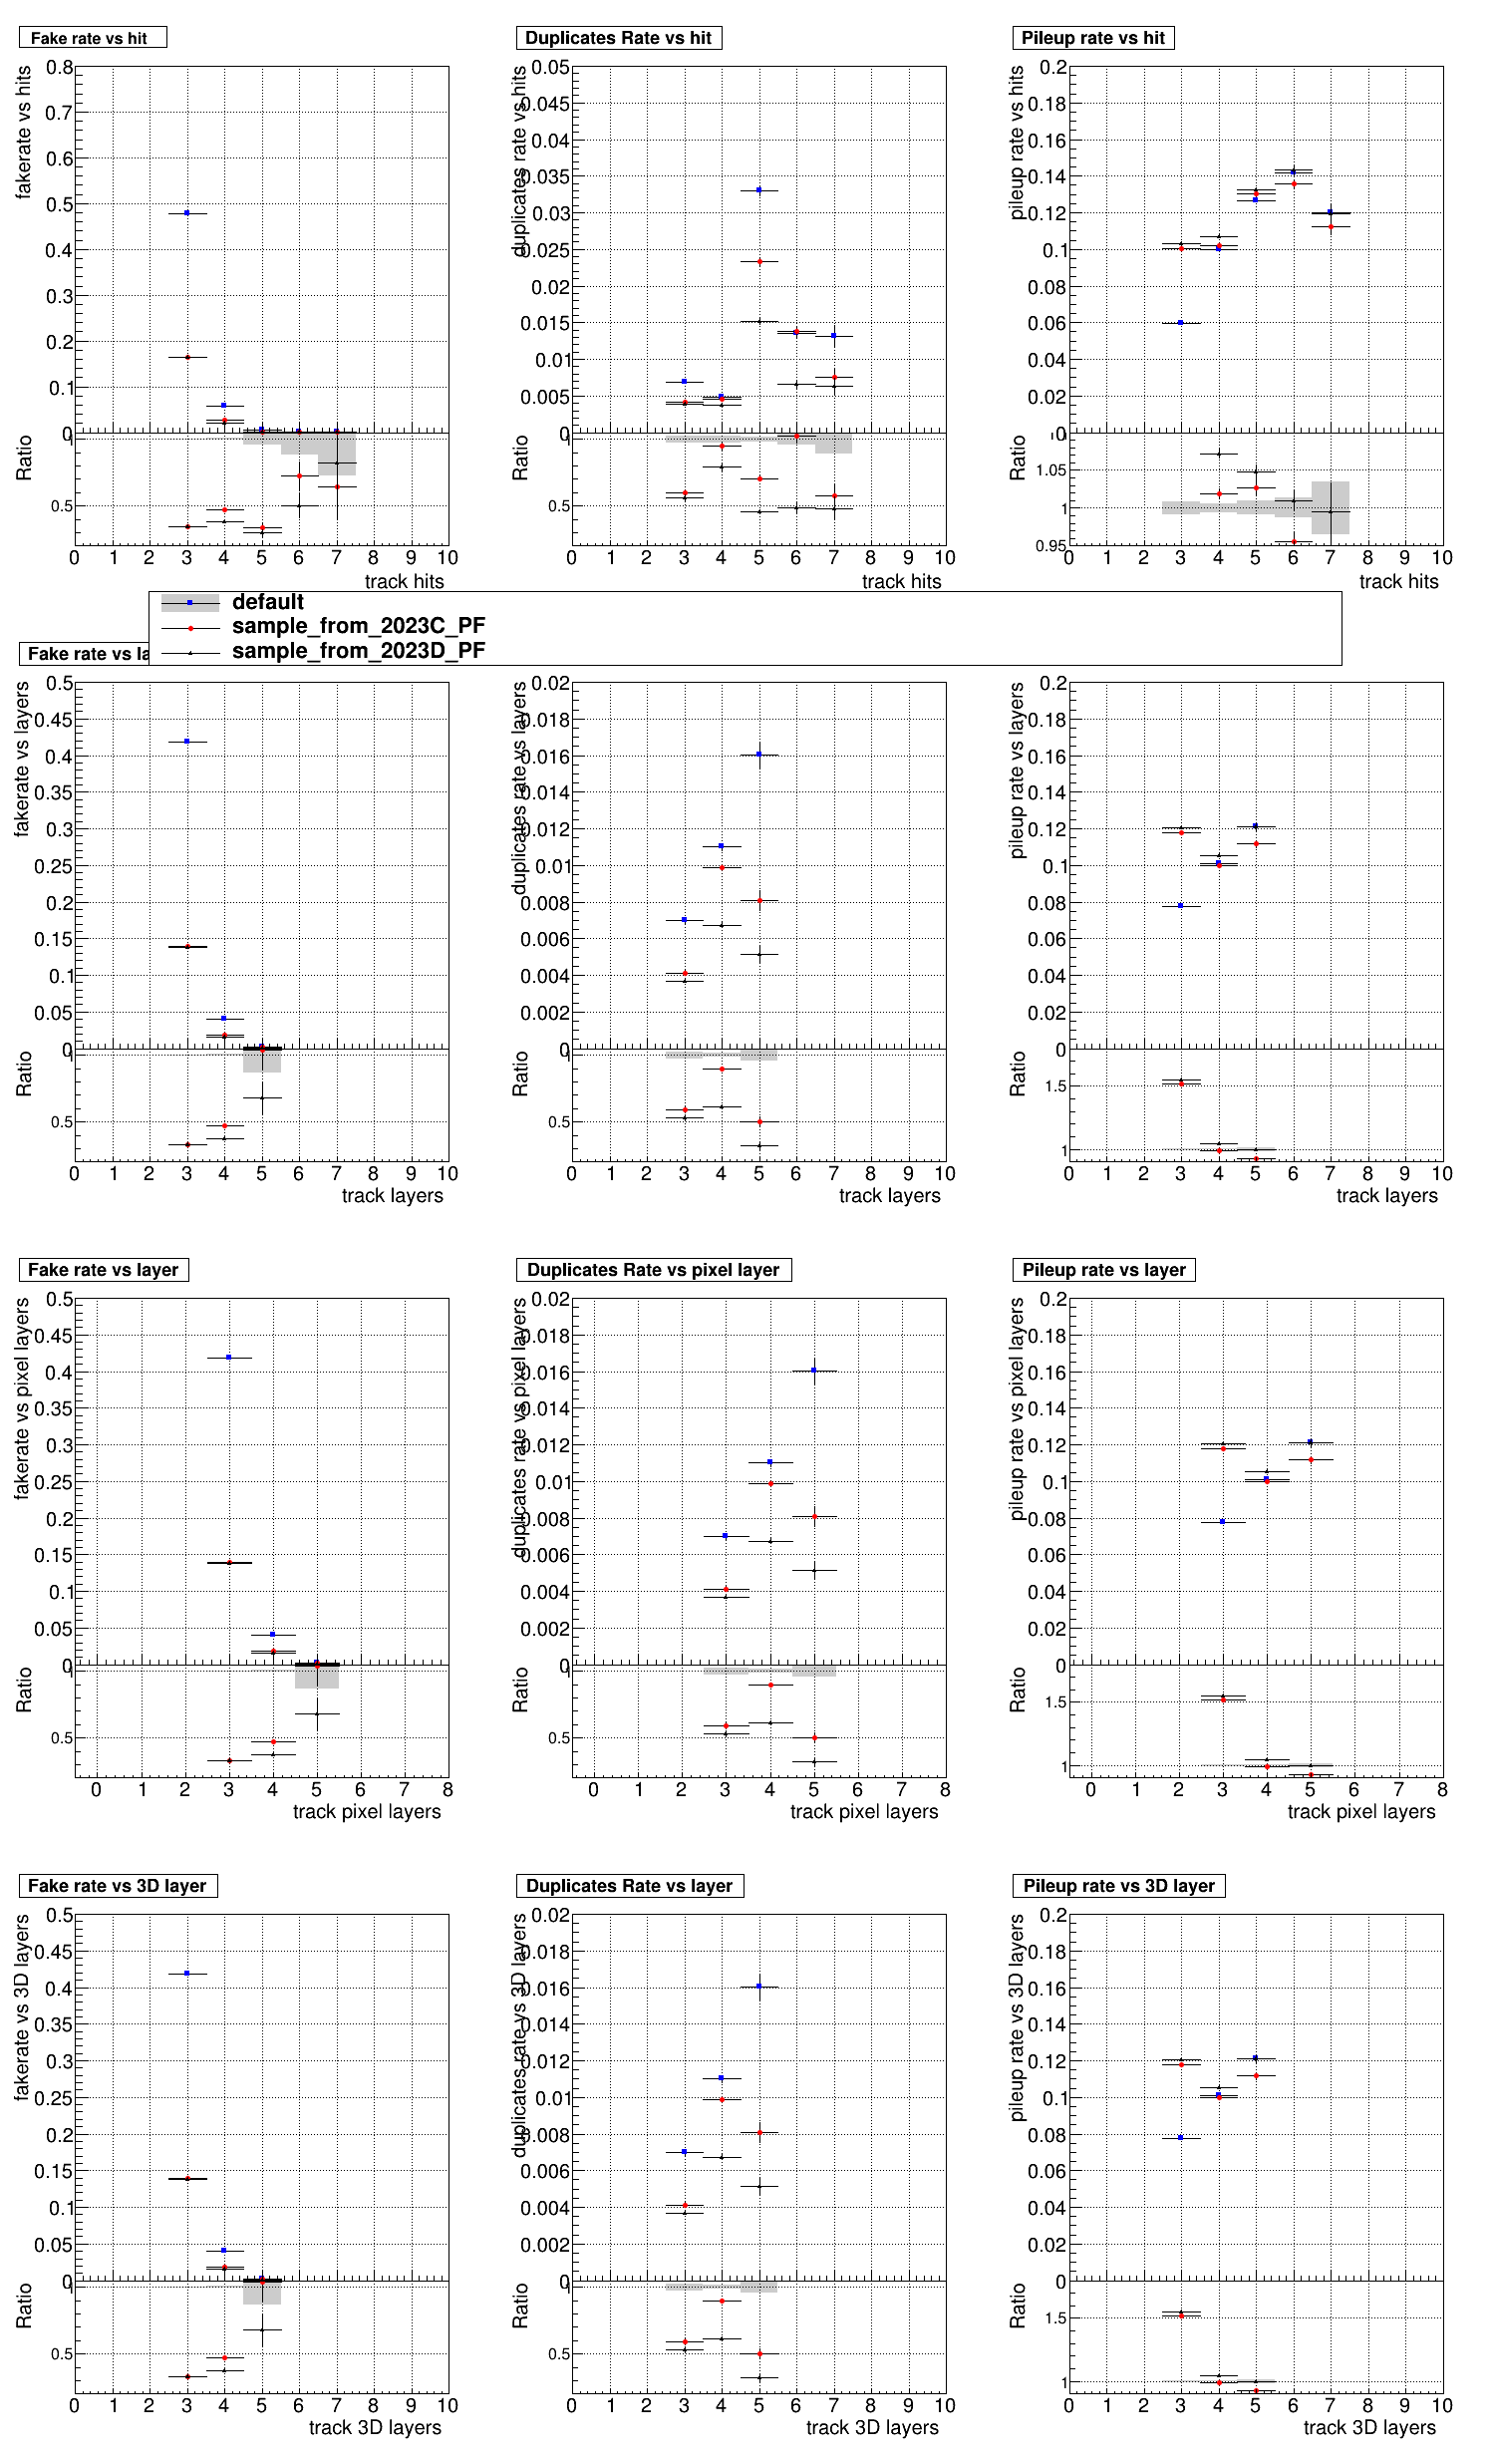 Fake rate vs hit
fakerate vs hits
0.8
0.7
0.6
0.5
0.4
0.3
0.2
0.1
0
Ratio
0.5
0 1 2 3 4 5 6 7 8 9 10
track hits
Duplicates Rate vs hit
duplicates rate vs hits
0.05
0.045
0.04
0.035
0.03
0.025
0.02
0.015
0.01
0.005
0
Ratio
0.5
0 1 2 3 4 5 6 7 8 9 10
track hits
Pileup rate vs hit
pileup rate vs hits
0.2
0.18
0.16
0.14
0.12
0.1
0.08
0.06
0.04
0.02
0
Ratio
1.05
1
0.95
0 1 2 3 4 5 6 7 8 9 10
track hits
default
sample_from_2023C_PF
sample_from_2023D_PF
Fake rate vs la
fakerate vs layers
0.5
0.45
0.4
0.35
0.3
0.25
0.2
0.15
0.1
0.05
0
Ratio
0.5
0 1 2 3 4 5 6 7 8 9 10
track layers
duplicates rate vs layers
0.02
0.018
0.016
0.014
0.012
0.01
0.008
0.006
0.004
0.002
0
Ratio
0.5
0 1 2 3 4 5 6 7 8 9 10
track layers
pileup rate vs layers
0.2
0.18
0.16
0.14
0.12
0.1
0.08
0.06
0.04
0.02
0
Ratio
1.5
1
0 1 2 3 4 5 6 7 8 9 10
track layers
Fake rate vs layer
fakerate vs pixel layers
0.5
0.45
0.4
0.35
0.3
0.25
0.2
0.15
0.1
0.05
0
Ratio
0.5
0 1 2 3 4 5 6 7 8
track pixel layers
Duplicates Rate vs pixel layer
duplicates rate vs pixel layers
0.02
0.018
0.016
0.014
0.012
0.01
0.008
0.006
0.004
0.002
0
Ratio
0.5
0 1 2 3 4 5 6 7 8
track pixel layers
Pileup rate vs layer
pileup rate vs pixel layers
0.2
0.18
0.16
0.14
0.12
0.1
0.08
0.06
0.04
0.02
0
Ratio
1.5
1
0 1 2 3 4 5 6 7 8
track pixel layers
Fake rate vs 3D layer
fakerate vs 3D layers
0.5
0.45
0.4
0.35
0.3
0.25
0.2
0.15
0.1
0.05
0
Ratio
0.5
0 1 2 3 4 5 6 7 8 9 10
track 3D layers
Duplicates Rate vs layer
duplicates rate vs 3D layers
0.02
0.018
0.016
0.014
0.012
0.01
0.008
0.006
0.004
0.002
0
Ratio
0.5
0 1 2 3 4 5 6 7 8 9 10
track 3D layers
Pileup rate vs 3D layer
pileup rate vs 3D layers
0.2
0.18
0.16
0.14
0.12
0.1
0.08
0.06
0.04
0.02
0
Ratio
1.5
1
0 1 2 3 4 5 6 7 8 9 10
track 3D layers